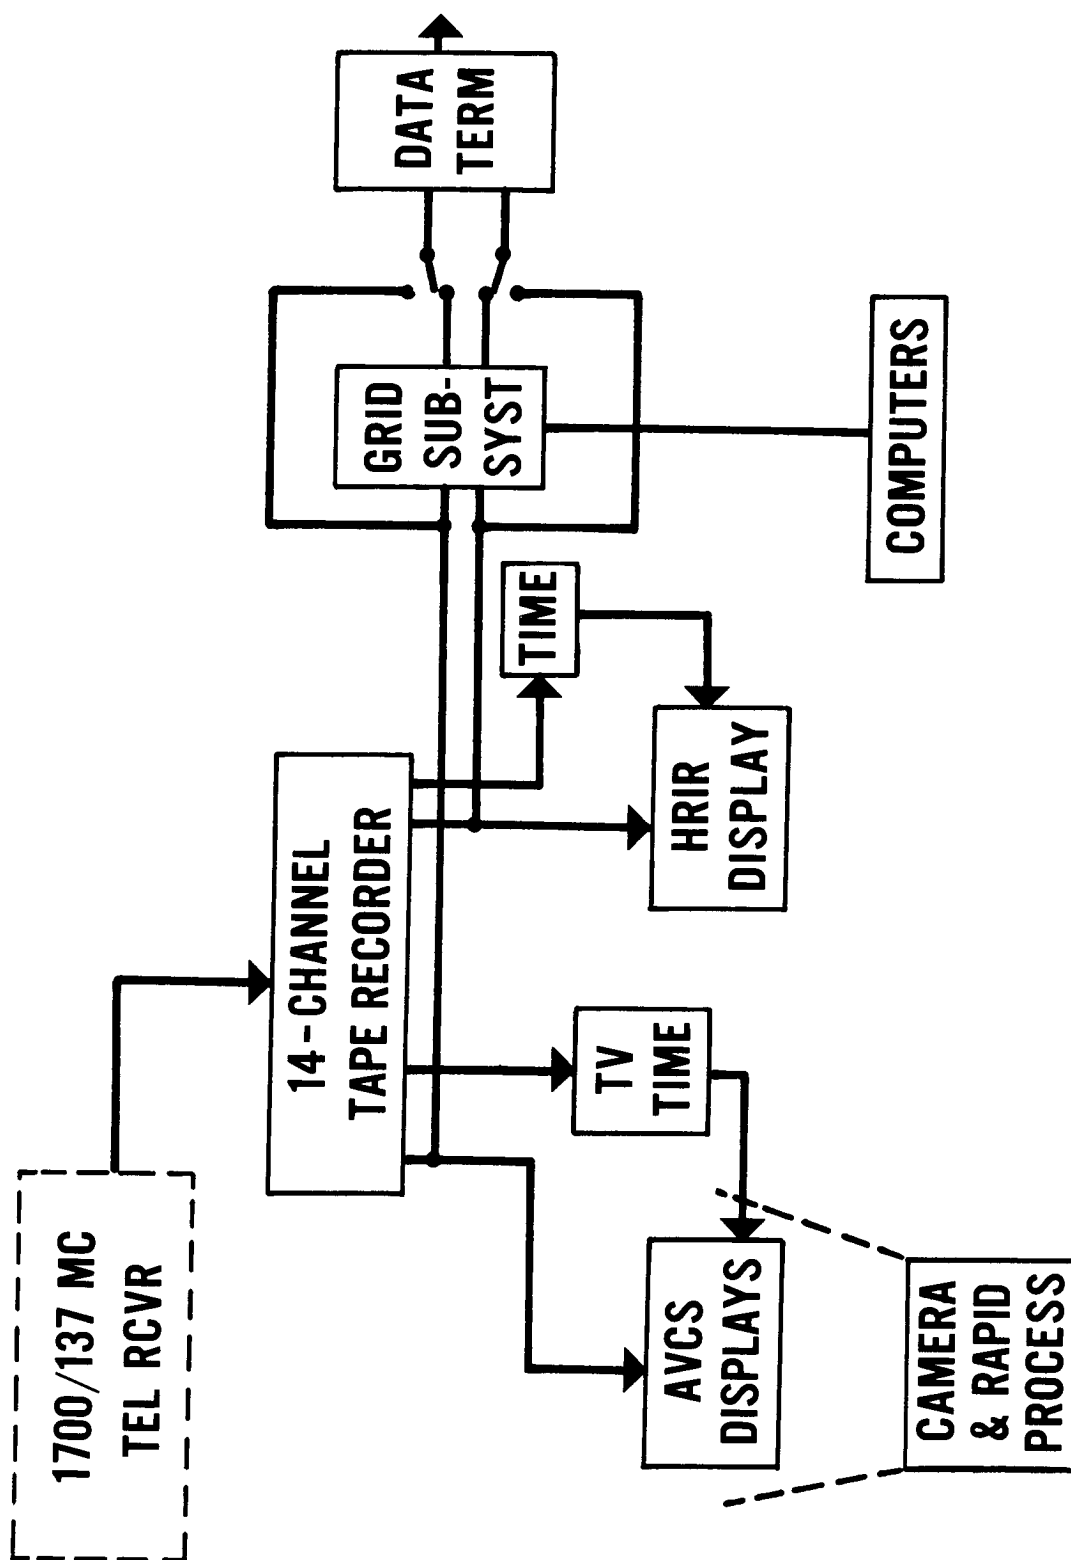 1700/137 MC
TEL RCVR
14-CHANNEL
TAPE RECORDER
DATA
TERM
GRID
SUB-
SYST
TIME
TV
TIME
HRIR
DISPLAY
AVCS
DISPLAYS
COMPUTERS
CAMERA
& RAPID
PROCESS